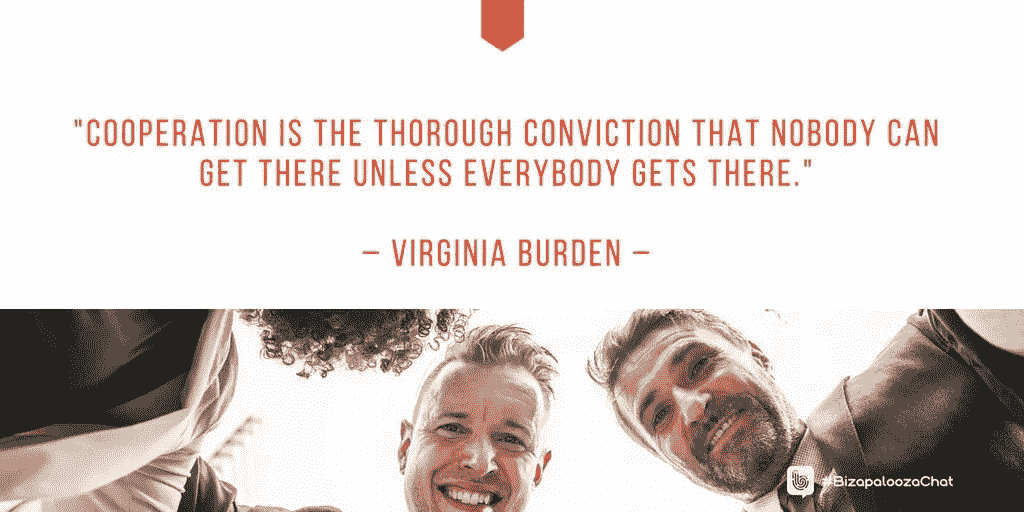 "COOPERATION IS THE THOROUGH CONVICTION THAT NOBODY CAN
GET THERE UNLESS EVERYBODY GETS THERE."
– VIRGINIA BURDEN –
#BizapaloozaChat